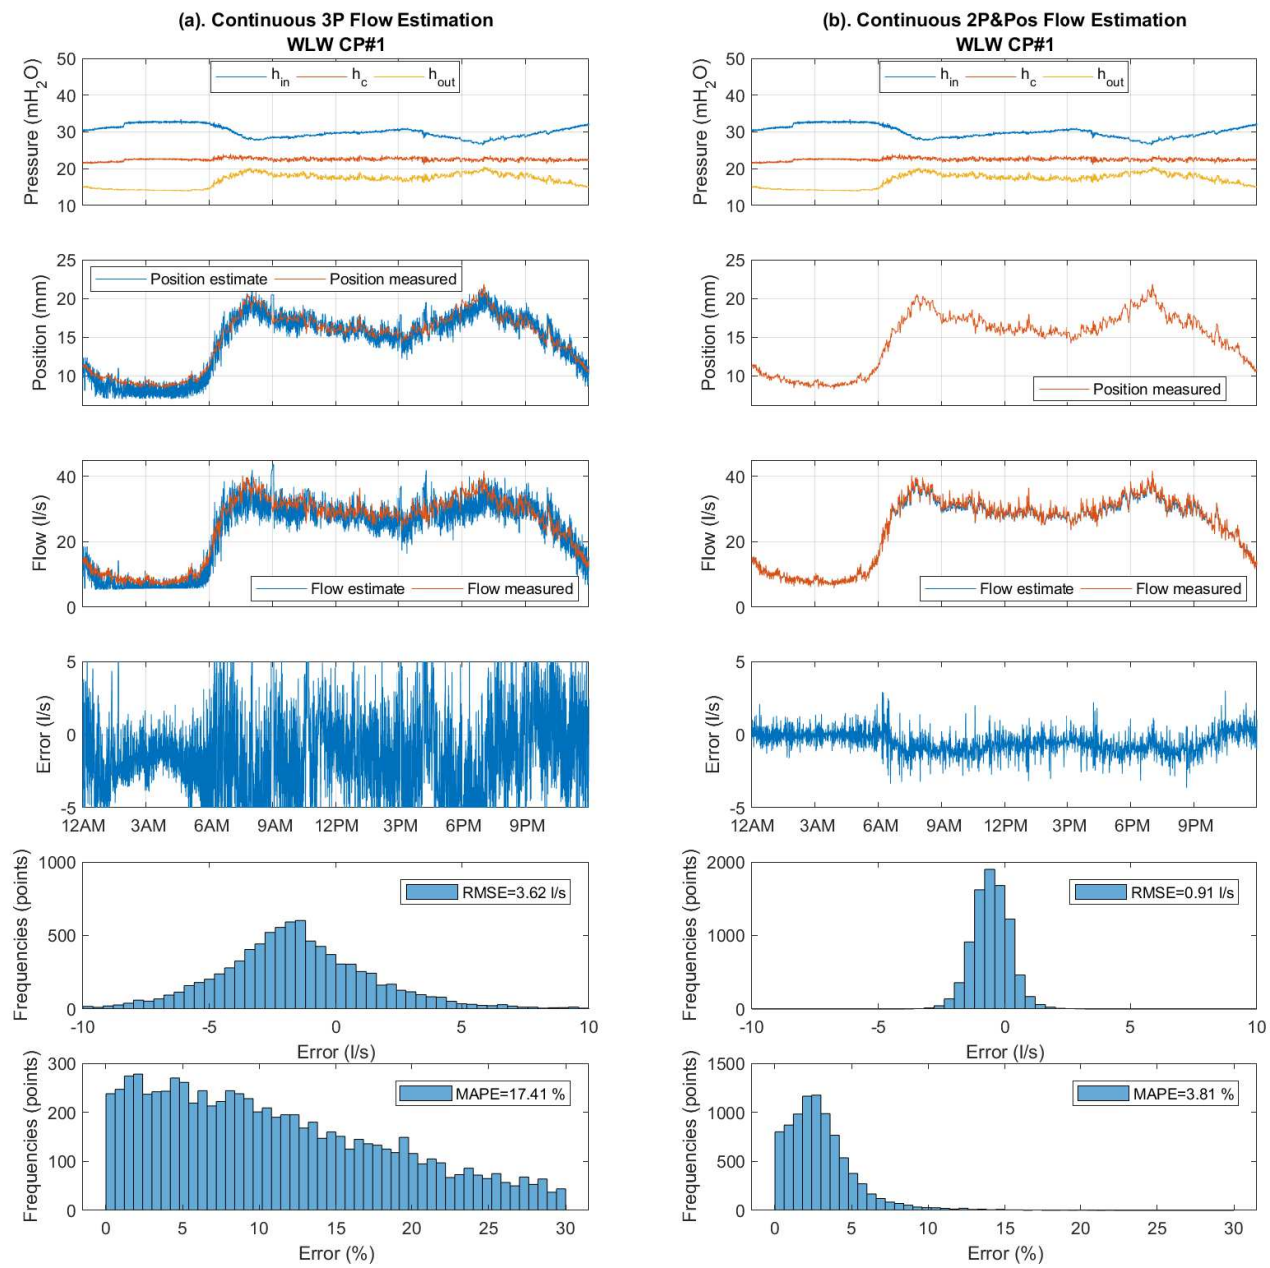 (a). Continuous 3P Flow Estimation
WLW CP#1
50
40
30
20
10
Pressure (mH2O)
h_in h_c h_out
25
20
15
10
Position (mm)
Position estimate Position measured
40
20
0
Flow (l/s)
Flow estimate Flow measured
5
0
-5
Error (l/s)
12AM 3AM 6AM 9AM 12PM 3PM 6PM 9PM
1000
500
0
Frequencies (points)
RMSE=3.62 l/s
-10 -5 0 5 10
Error (l/s)
300
200
100
0
Frequencies (points)
MAPE=17.41 %
0 5 10 15 20 25 30
Error (%)
(b). Continuous 2P&Pos Flow Estimation
WLW CP#1
50
40
30
20
10
Pressure (mH2O)
h_in h_c h_out
25
20
15
10
Position (mm)
Position measured
40
20
0
Flow (l/s)
Flow estimate Flow measured
5
0
-5
Error (l/s)
12AM 3AM 6AM 9AM 12PM 3PM 6PM 9PM
2000
1000
0
Frequencies (points)
RMSE=0.91 l/s
-10 -5 0 5 10
Error (l/s)
1500
1000
500
0
Frequencies (points)
MAPE=3.81 %
0 5 10 15 20 25 30
Error (%)